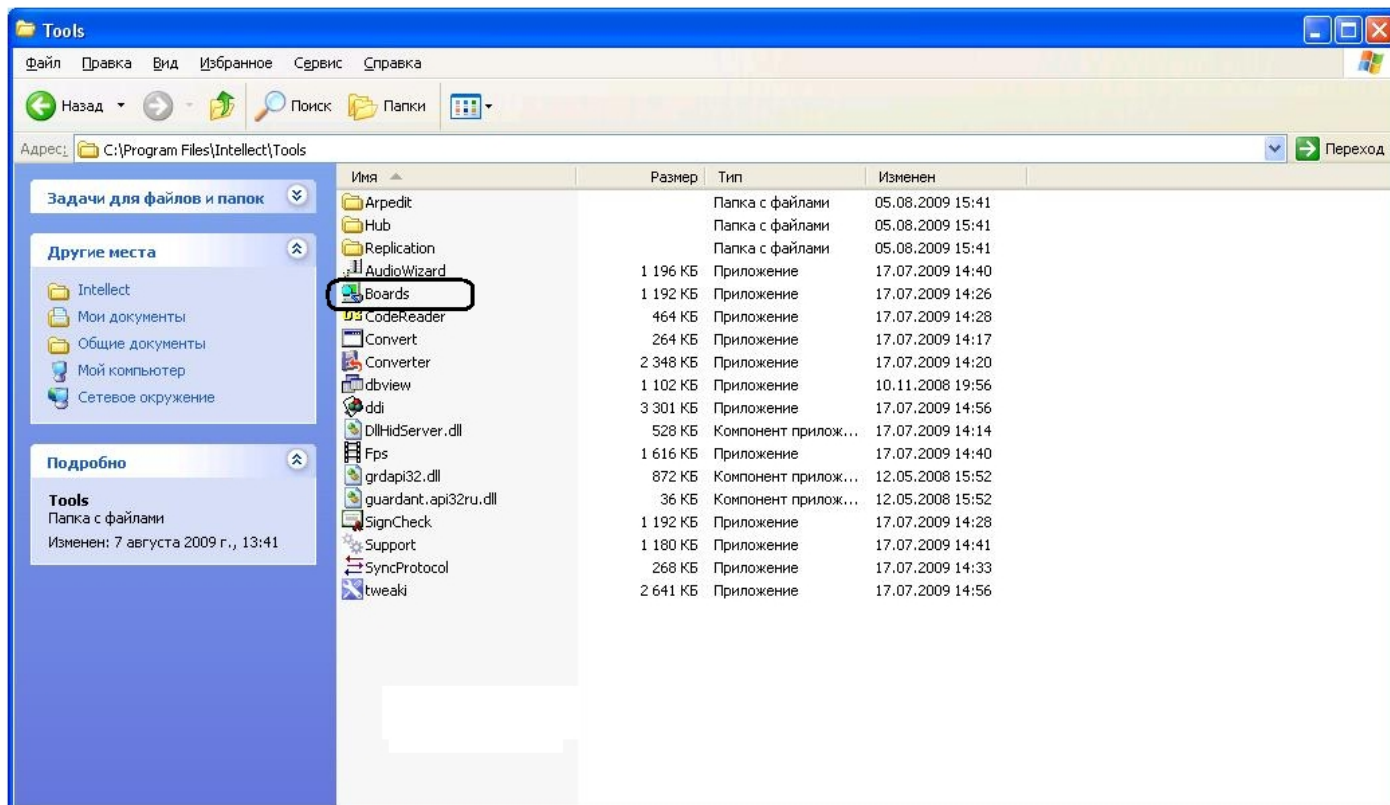 Tools
Файл Правка Вид Избранное Сервис Справка
Назад Поиск Папки
Адрес: C:\Program Files\Intellect\Tools Переход
Задачи для файлов и папок
Другие места
Intellect
Мои документы
Общие документы
Мой компьютер
Сетевое окружение
Подробно
Tools
Папка с файлами
Изменен: 7 августа 2009 г., 13:41
Имя Размер Тип Изменен
Arpedit Папка с файлами 05.08.2009 15:41
Hub Папка с файлами 05.08.2009 15:41
Replication Папка с файлами 05.08.2009 15:41
AudioWizard 1 196 КБ Приложение 17.07.2009 14:40
Boards 1 192 КБ Приложение 17.07.2009 14:26
CodeReader 464 КБ Приложение 17.07.2009 14:28
Convert 264 КБ Приложение 17.07.2009 14:17
Converter 2 348 КБ Приложение 17.07.2009 14:20
dbview 1 102 КБ Приложение 10.11.2008 19:56
ddi 3 301 КБ Приложение 17.07.2009 14:56
DllHidServer.dll 528 КБ Компонент прилож... 17.07.2009 14:14
Fps 1 616 КБ Приложение 17.07.2009 14:40
grdapi32.dll 872 КБ Компонент прилож... 12.05.2008 15:52
guardant.api32ru.dll 36 КБ Компонент прилож... 12.05.2008 15:52
SignCheck 1 192 КБ Приложение 17.07.2009 14:28
Support 1 180 КБ Приложение 17.07.2009 14:41
SyncProtocol 268 КБ Приложение 17.07.2009 14:33
tweaki 2 641 КБ Приложение 17.07.2009 14:56